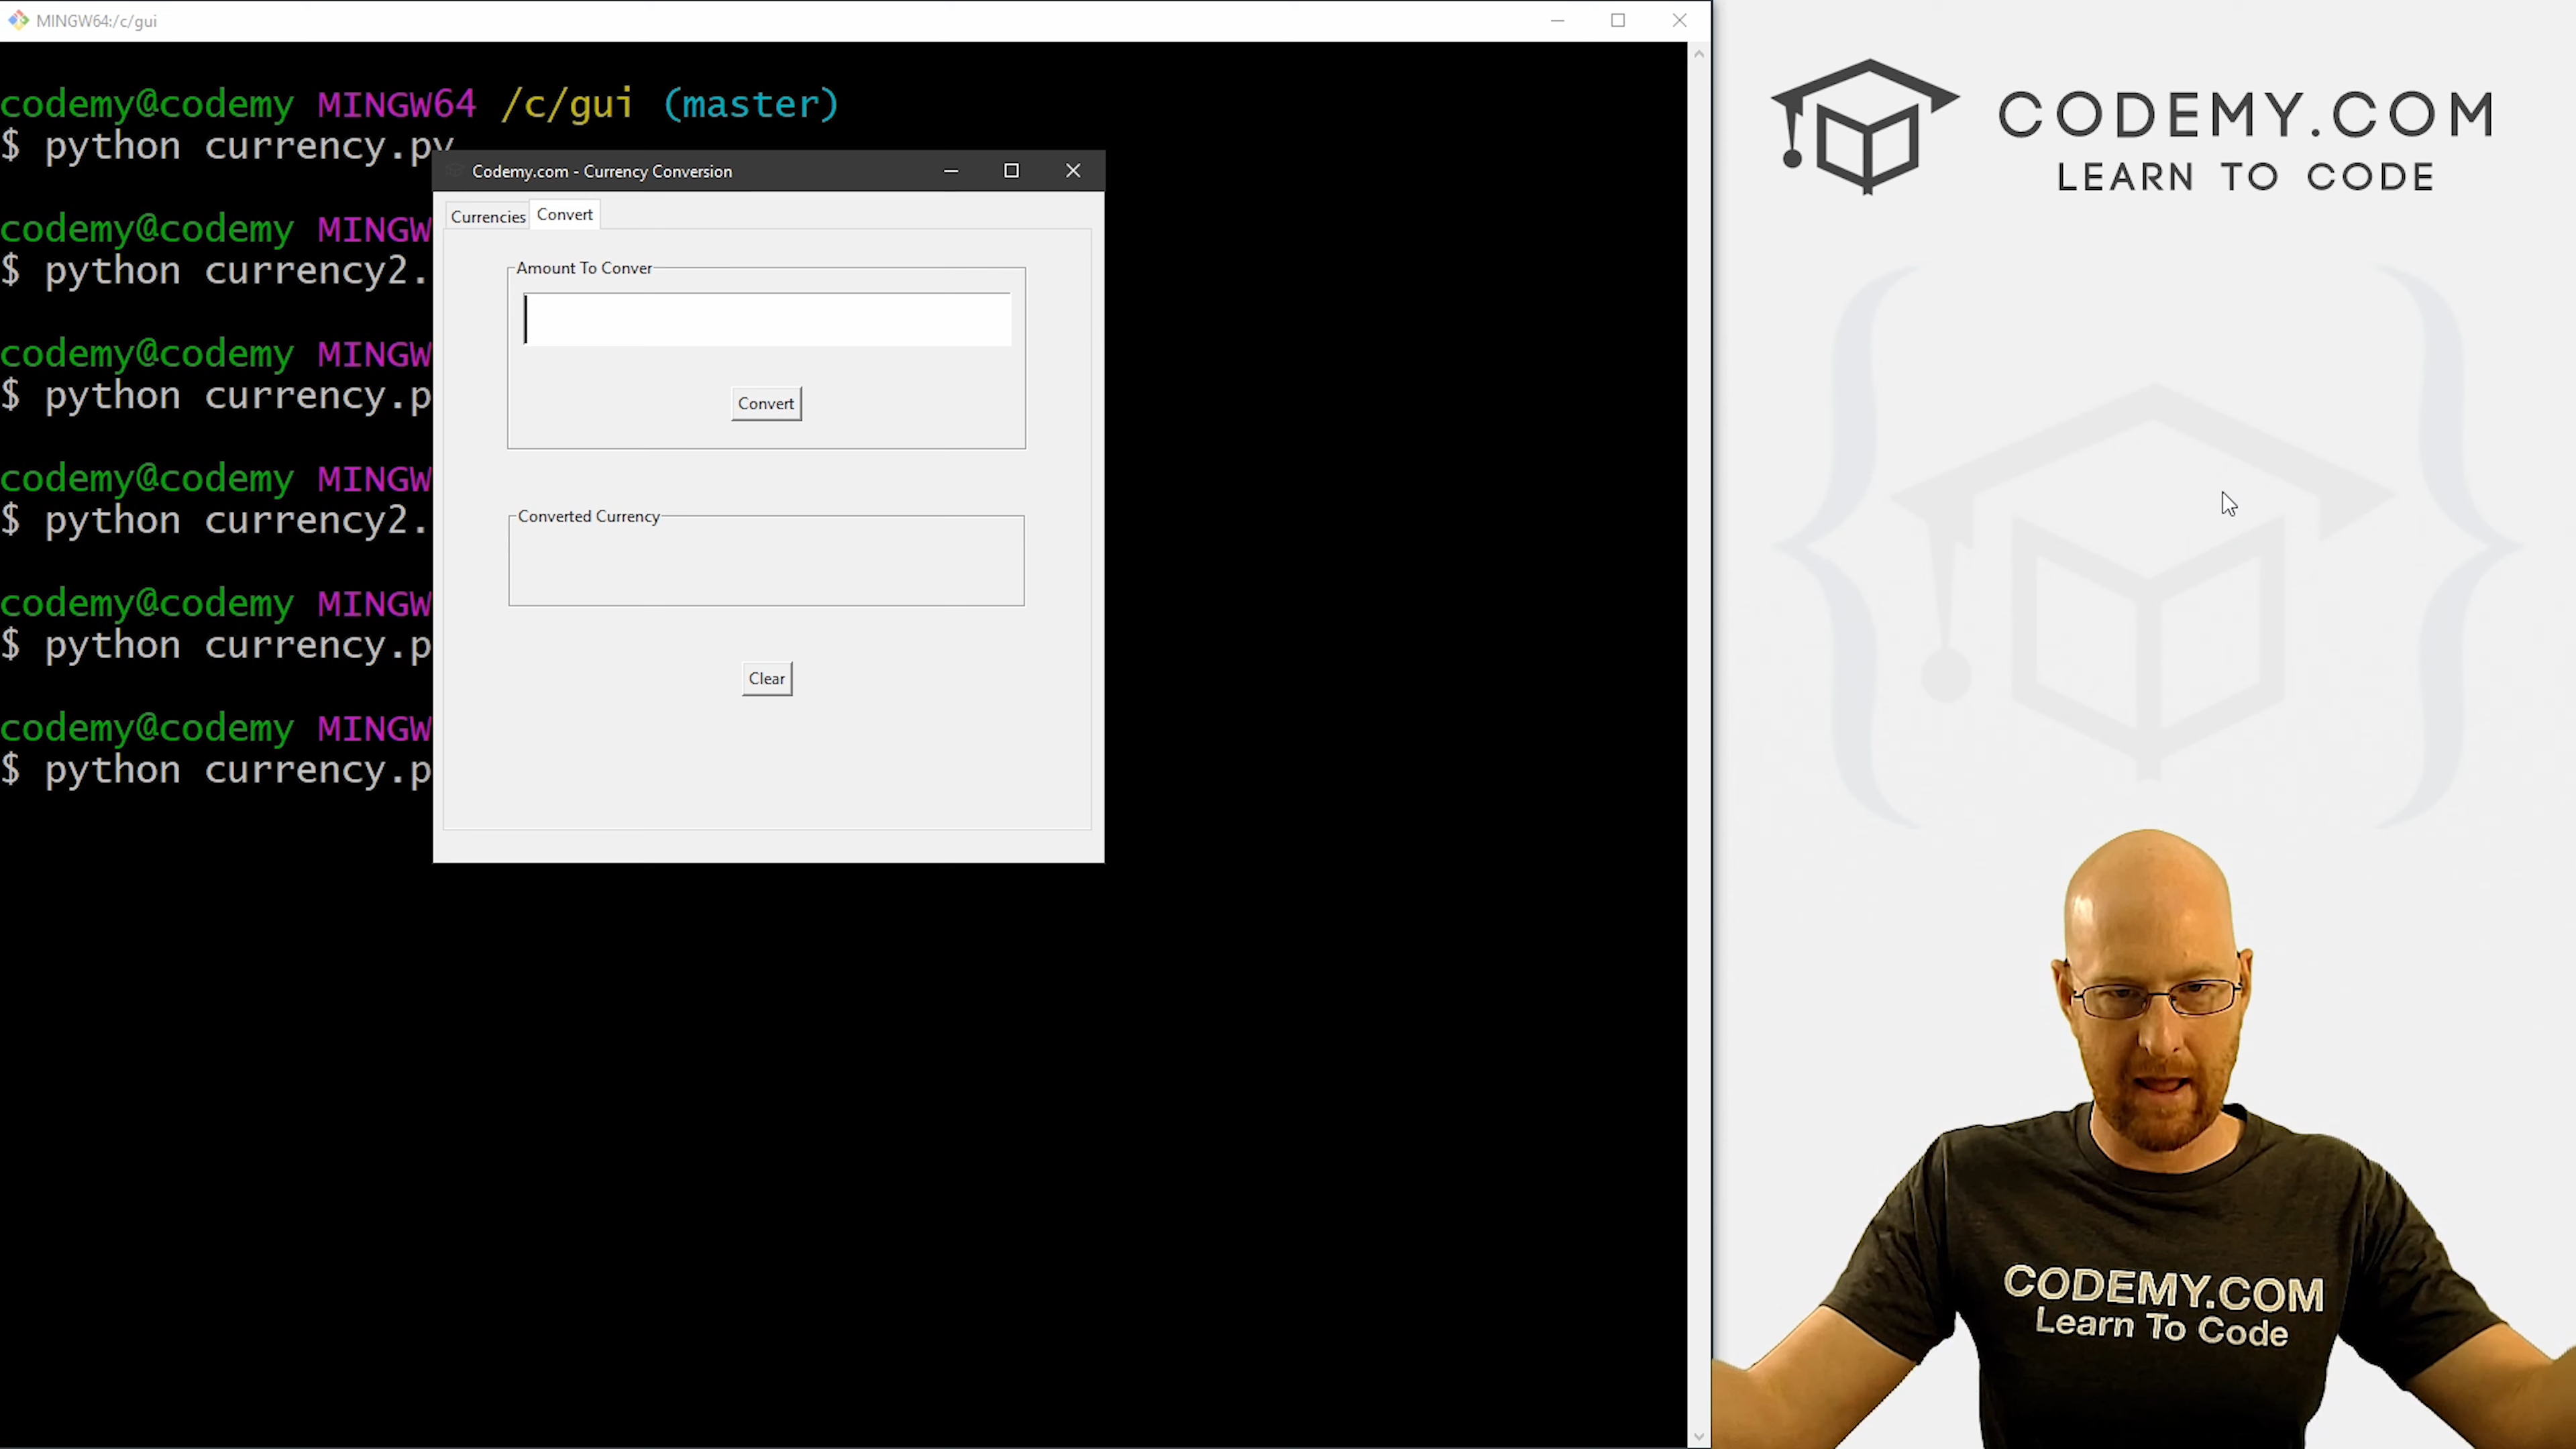 MINGW64:/c/gui
codemy@codemy MINGW64 /c/gui (master)
$ python currency.py
codemy@codemy MINGW
$ python currency2.
codemy@codemy MINGW
$ python currency.p
codemy@codemy MINGW
$ python currency2.
codemy@codemy MINGW
$ python currency.p
codemy@codemy MINGW
$ python currency.p
Codemy.com - Currency Conversion
Currencies Convert
Amount To Conver
Convert
Converted Currency
Clear
CODEMY.COM
LEARN TO CODE
CODEMY.COM
Learn To Code